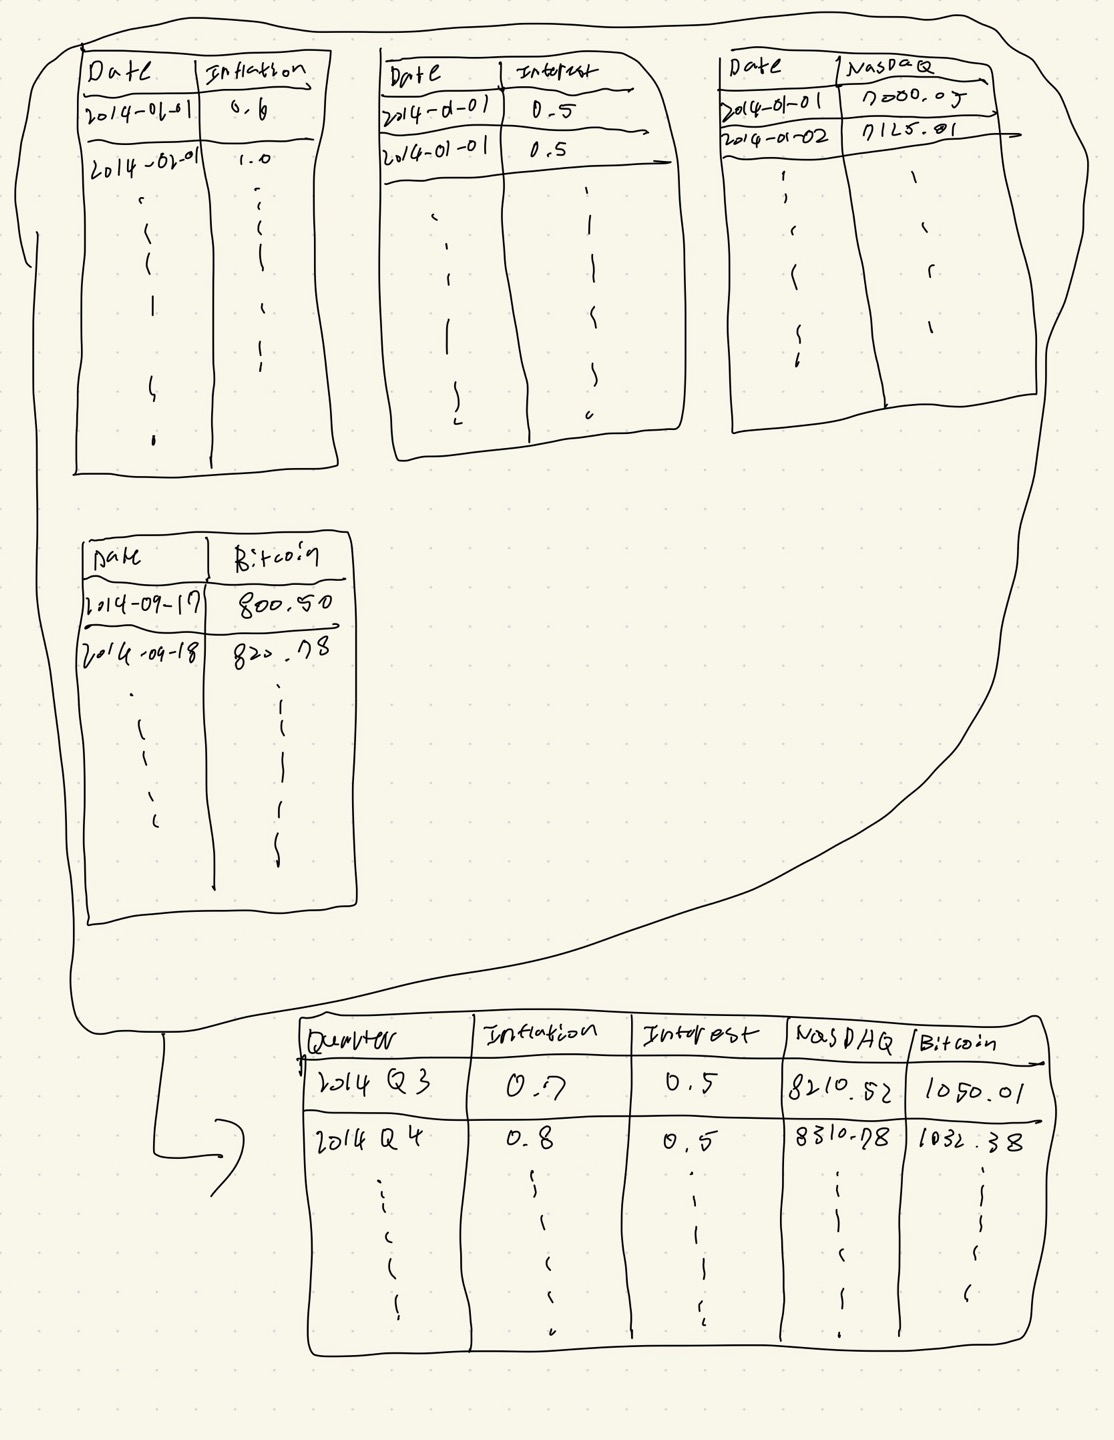 Date Inflation
2014-01-01 0.6
2014-02-01 1.0
Date Interest
2014-01-01 0.5
2014-01-01 0.5
Date NasDAQ
2014-01-01 7000.05
2014-01-02 7125.01
Date Bitcoin
2014-09-17 800.50
2014-09-18 820.78
Quarter Inflation Interest NasDAQ Bitcoin
2014 Q3 0.7 0.5 8210.52 1050.01
2014 Q4 0.8 0.5 8310.78 1032.38